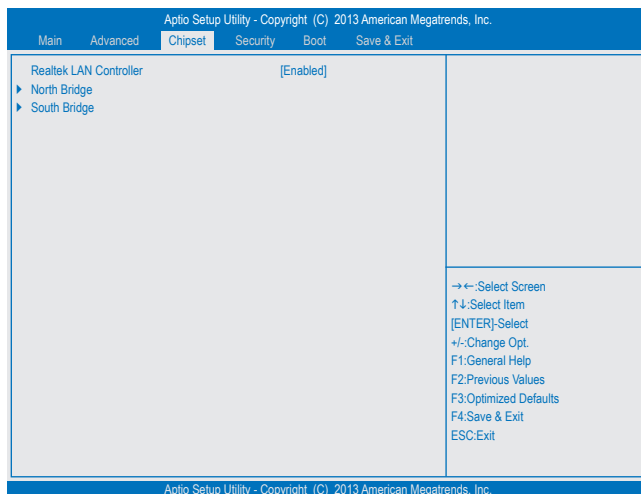 Aptio Setup Utility - Copyright (C) 2013 American Megatrends, Inc.
Main Advanced Chipset Security Boot Save & Exit
Realtek LAN Controller [Enabled]
North Bridge
South Bridge
→←:Select Screen
↑↓:Select Item
[ENTER]-Select
+/-:Change Opt.
F1:General Help
F2:Previous Values
F3:Optimized Defaults
F4:Save & Exit
ESC:Exit
Aptio Setup Utility - Copyright (C) 2013 American Megatrends, Inc.